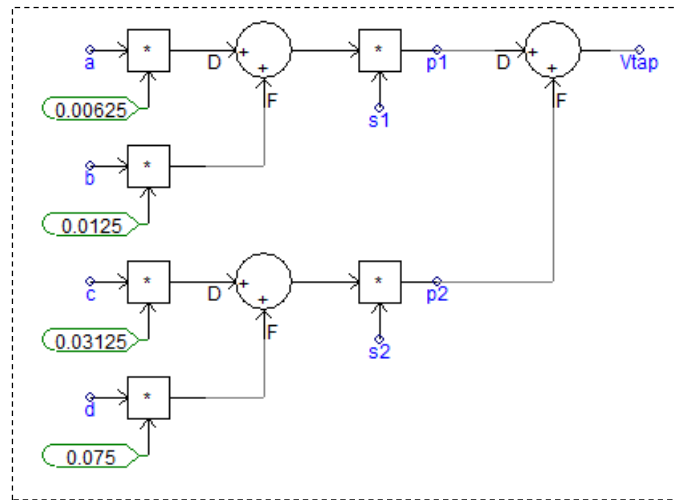 * + + * + +
a D p1 D Vtap
0.00625 F s1 F
*
b
0.0125
* + + *
c D p2
0.03125 F s2
*
d
0.075